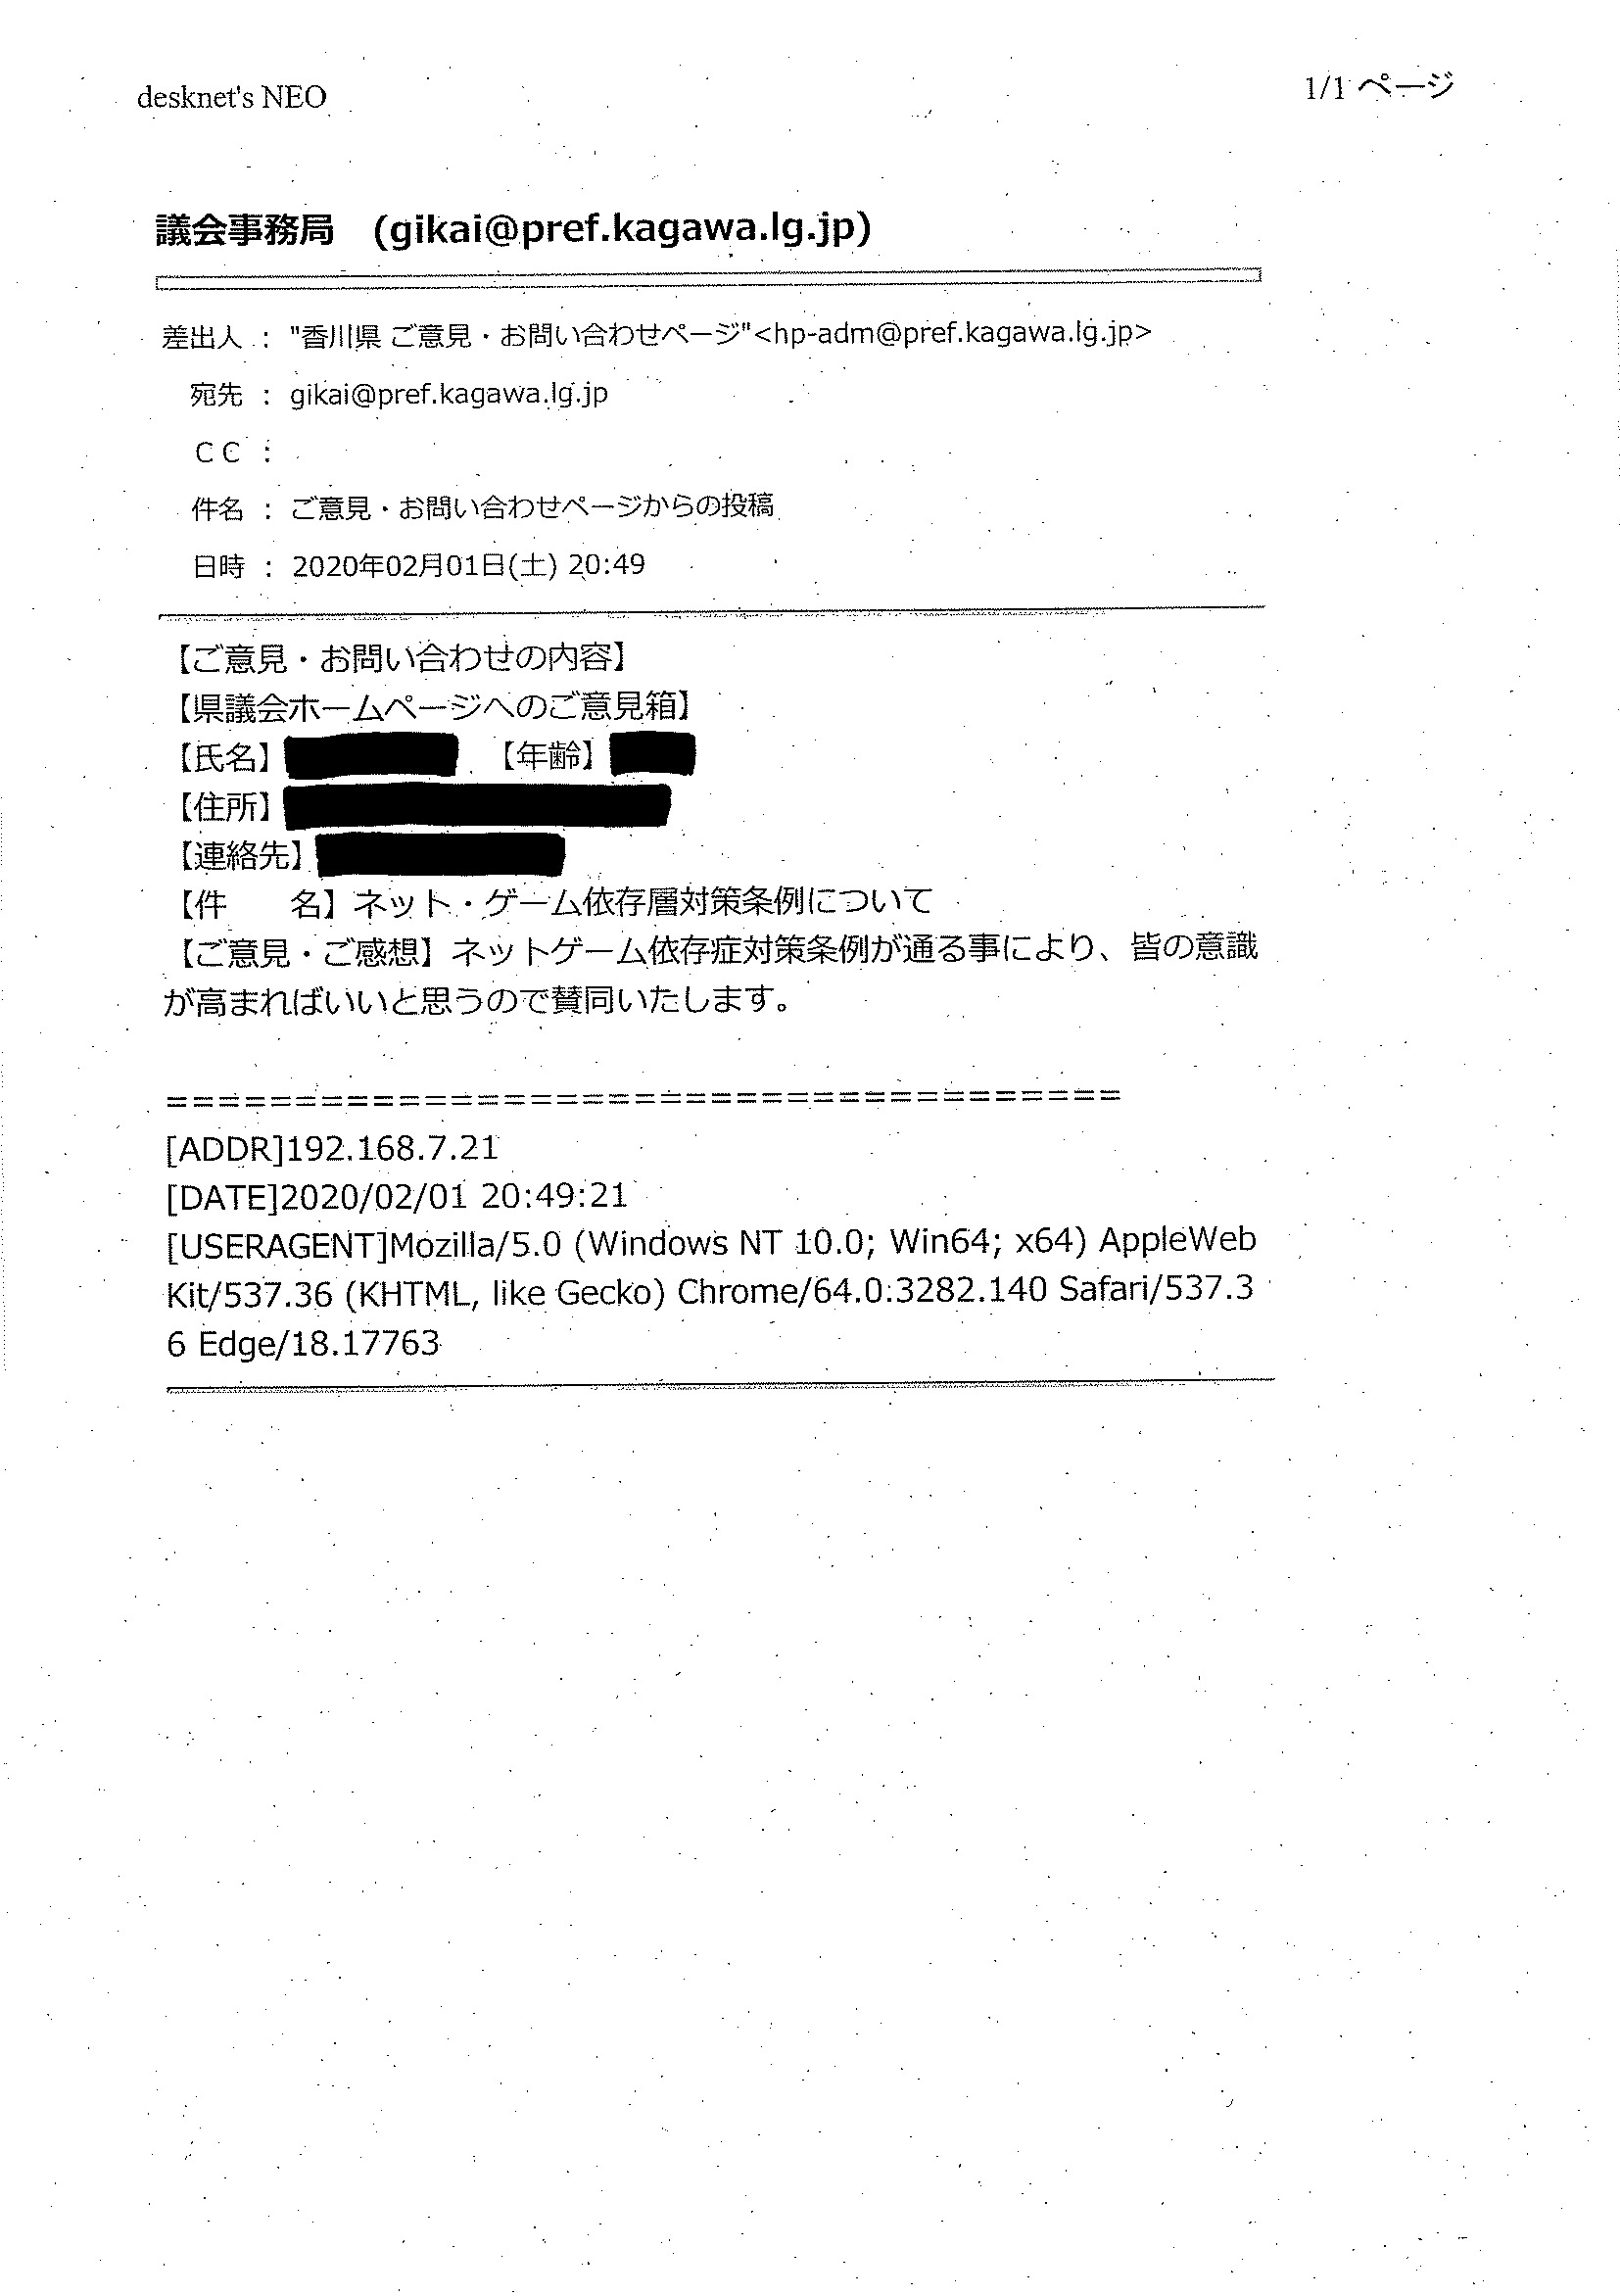 desknet's NEO
1/1 ページ
議会事務局 (gikai@pref.kagawa.lg.jp)
差出人 : "香川県 ご意見・お問い合わせページ"<hp-adm@pref.kagawa.lg.jp>
宛先 : gikai@pref.kagawa.lg.jp
CC :
件名 : ご意見・お問い合わせページからの投稿
日時 : 2020年02月01日(土) 20:49
【ご意見・お問い合わせの内容】
【県議会ホームページへのご意見箱】
【氏名】 【年齢】
【住所】
【連絡先】
【件　　名】ネット・ゲーム依存層対策条例について
【ご意見・ご感想】ネットゲーム依存症対策条例が通る事により、皆の意識
が高まればいいと思うので賛同いたします。
=====================================
[ADDR]192.168.7.21
[DATE]2020/02/01 20:49:21
[USERAGENT]Mozilla/5.0 (Windows NT 10.0; Win64; x64) AppleWeb
Kit/537.36 (KHTML, like Gecko) Chrome/64.0.3282.140 Safari/537.3
6 Edge/18.17763